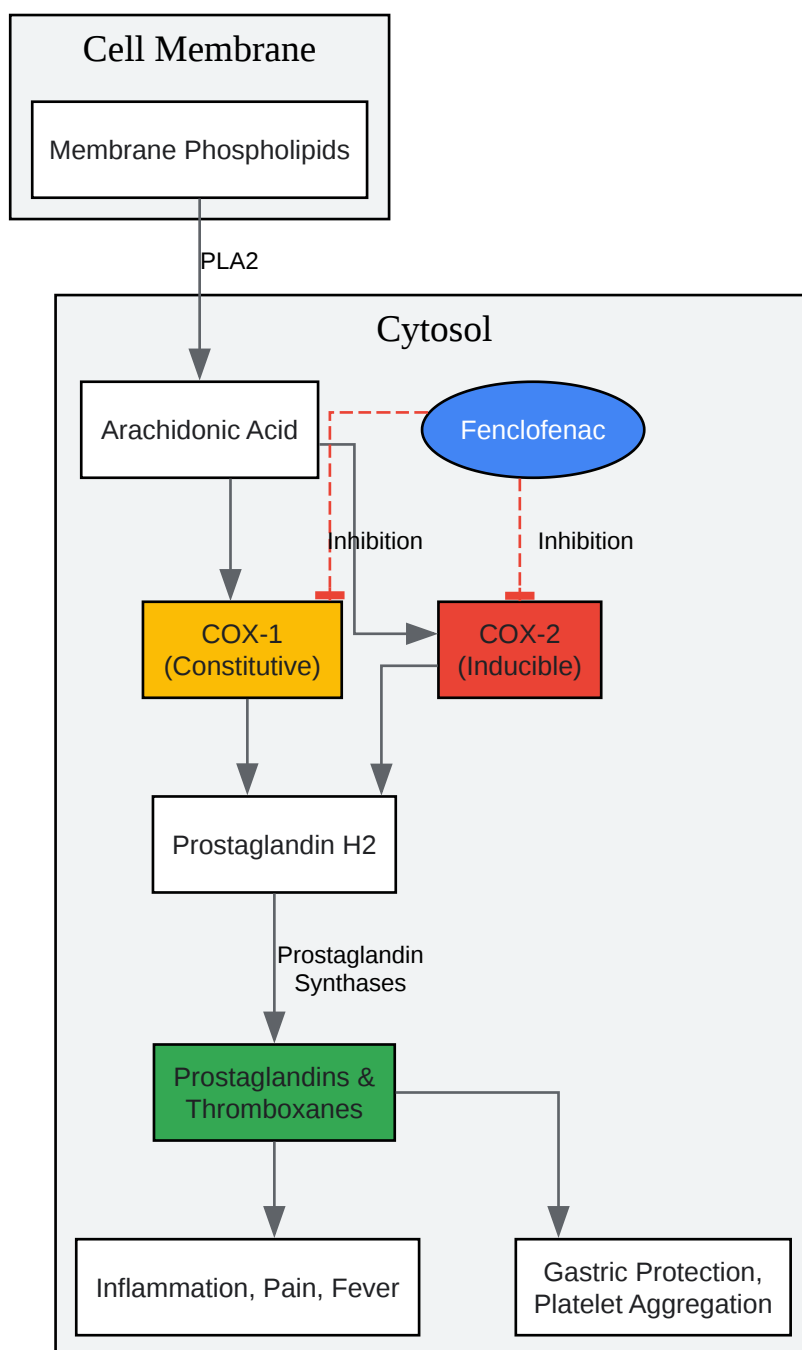 Cell Membrane
Membrane Phospholipids
PLA2
Cytosol
Arachidonic Acid
Fenclofenac
Inhibition
Inhibition
COX-1
(Constitutive)
COX-2
(Inducible)
Prostaglandin H2
Prostaglandin
Synthases
Prostaglandins &
Thromboxanes
Inflammation, Pain, Fever
Gastric Protection,
Platelet Aggregation